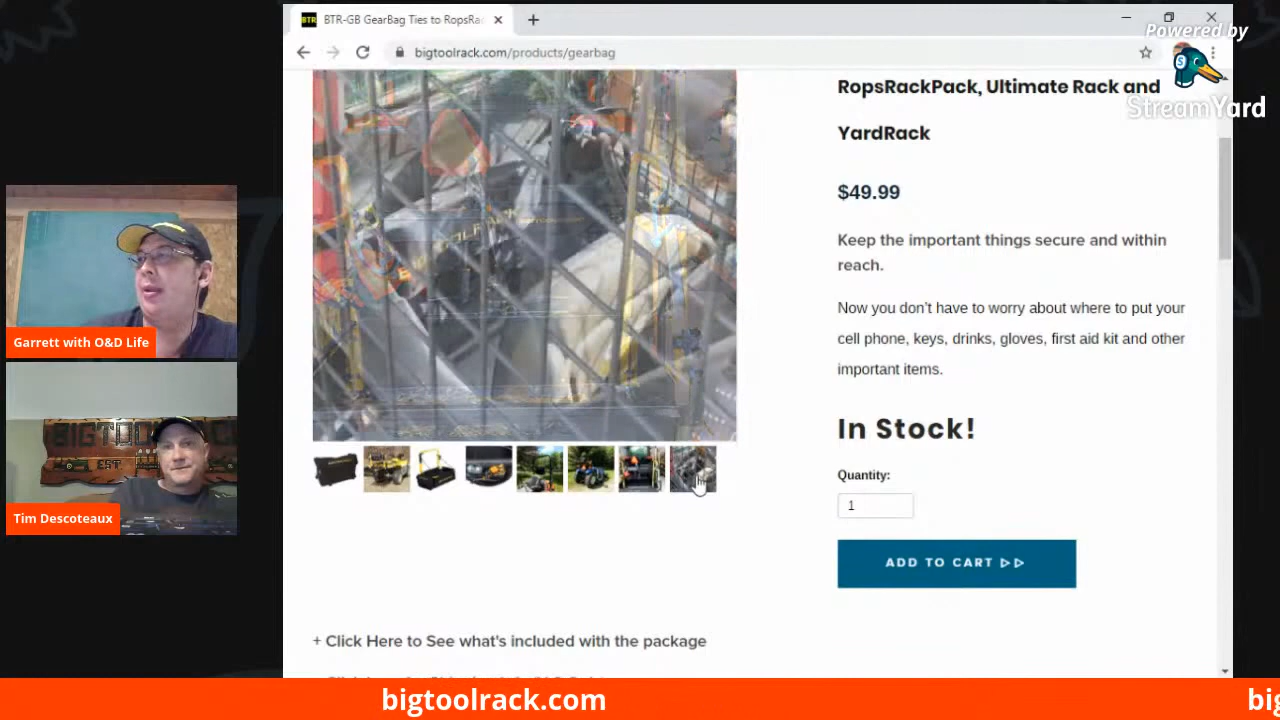 BTR
BTR-GB GearBag Ties to RopsRa
bigtoolrack.com/products/gearbag
Powered by
StreamYard
RopsRackPack, Ultimate Rack and
YardRack
$49.99
Keep the important things secure and within
reach.
Now you don't have to worry about where to put your
cell phone, keys, drinks, gloves, first aid kit and other
important items.
In Stock!
Quantity:
1
ADD TO CART
+ Click Here to See what's included with the package
Garrett with O&D Life
BIGTOOLRACK
EST
Tim Descoteaux
bigtoolrack.com
big